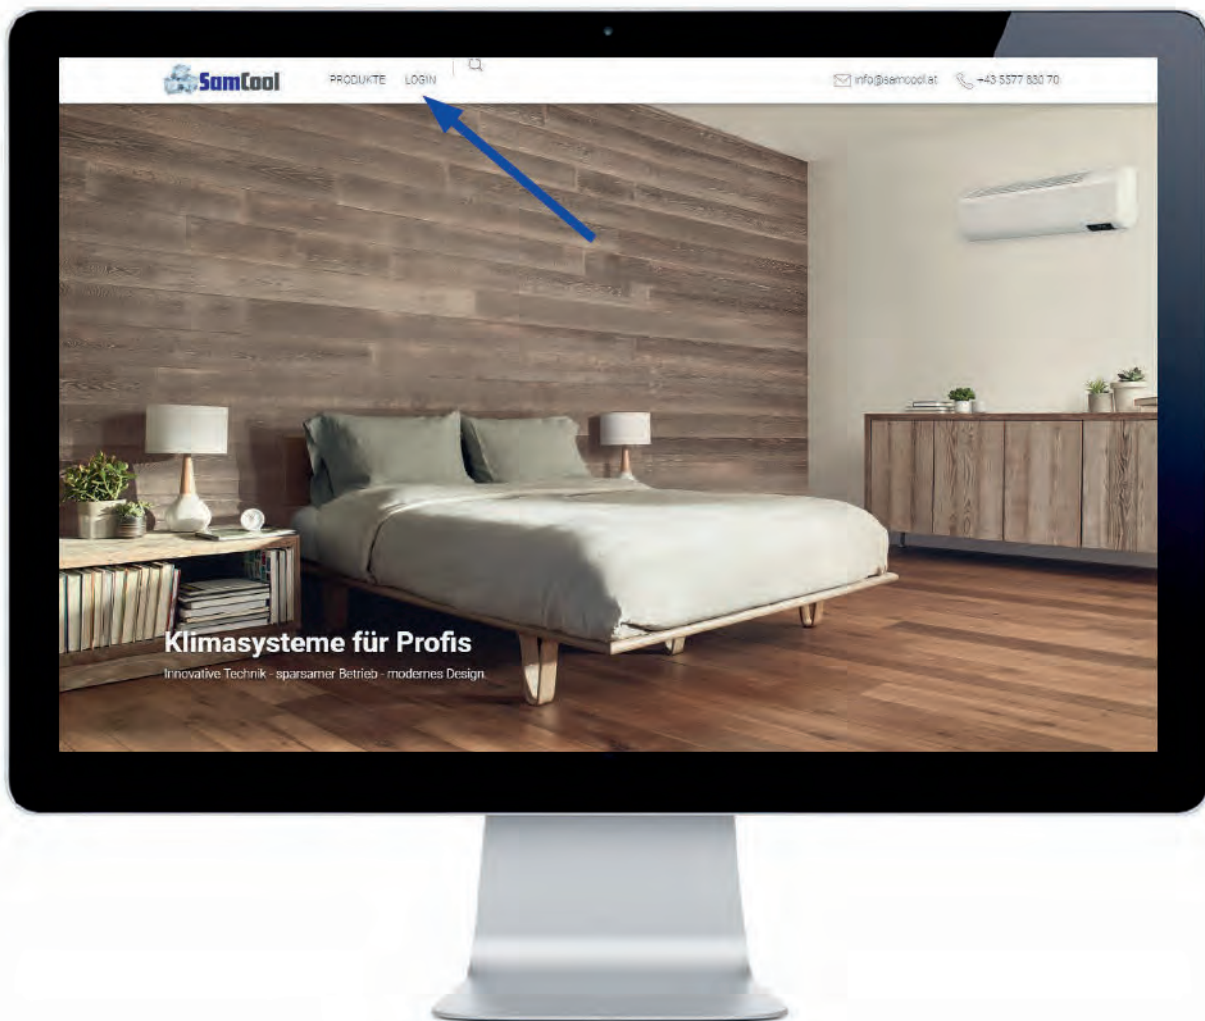 SamCool
PRODUKTE LOGIN
info@samcool.at
+43 5577 830 70
Klimasysteme für Profis
Innovative Technik - sparsamer Betrieb - modernes Design